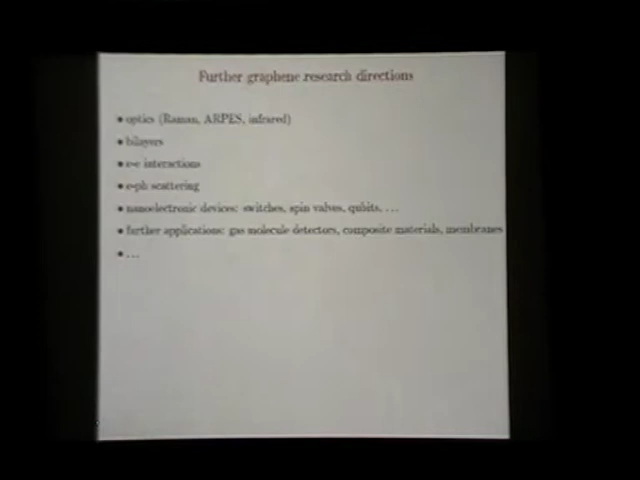 Further graphene research directions
• optics (Raman, ARPES, infrared)
• bilayers
• e-e interactions
• e-ph scattering
• nanoelectronic devices: switches, spin valves, qubits, ...
• further applications: gas molecule detectors, composite materials, membranes
• ...